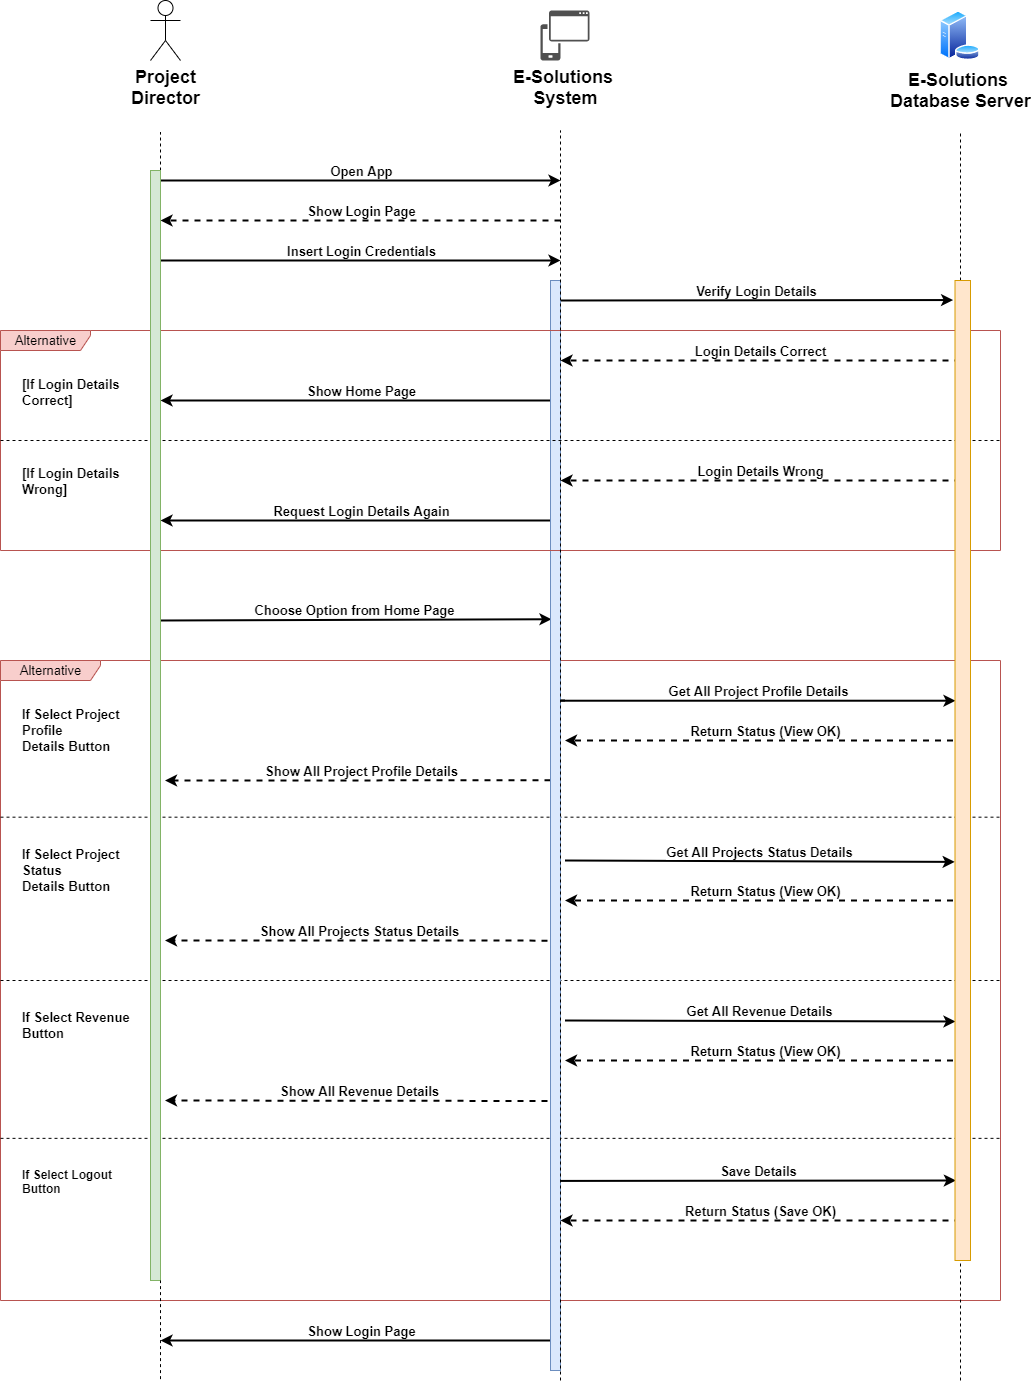 Project
Director
E-Solutions
System
E-Solutions
Database Server
Open App
Show Login Page
Insert Login Credentials
Verify Login Details
Alternative
Login Details Correct
[If Login Details
Correct]
Show Home Page
[If Login Details
Wrong]
Login Details Wrong
Request Login Details Again
Choose Option from Home Page
Alternative
Get All Project Profile Details
If Select Project
Profile
Details Button
Return Status (View OK)
Show All Project Profile Details
If Select Project
Status
Details Button
Get All Projects Status Details
Return Status (View OK)
Show All Projects Status Details
If Select Revenue
Button
Get All Revenue Details
Return Status (View OK)
Show All Revenue Details
If Select Logout
Button
Save Details
Return Status (Save OK)
Show Login Page